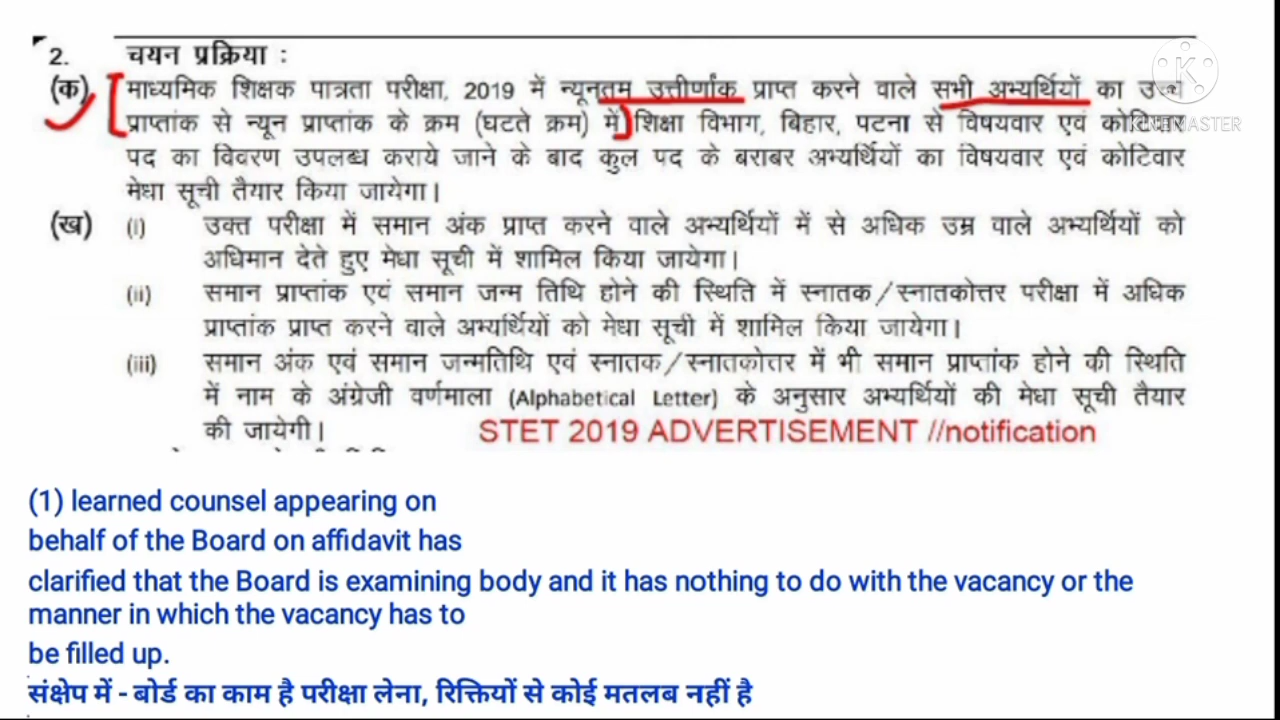 2. चयन प्रक्रिया :
(क) माध्यमिक शिक्षक पात्रता परीक्षा, 2019 में न्यूनतम उत्तीर्णांक प्राप्त करने वाले सभी अभ्यर्थियों का उच्च
प्राप्तांक से न्यून प्राप्तांक के क्रम (घटते क्रम) में शिक्षा विभाग, बिहार, पटना से विषयवार एवं कोटिवार
पद का विवरण उपलब्ध कराये जाने के बाद कुल पद के बराबर अभ्यर्थियों का विषयवार एवं कोटिवार
मेधा सूची तैयार किया जायेगा।
(ख) (i) उक्त परीक्षा में समान अंक प्राप्त करने वाले अभ्यर्थियों में से अधिक उम्र वाले अभ्यर्थियों को
अधिमान देते हुए मेधा सूची में शामिल किया जायेगा।
(ii) समान प्राप्तांक एवं समान जन्म तिथि होने की स्थिति में स्नातक/स्नातकोत्तर परीक्षा में अधिक
प्राप्तांक प्राप्त करने वाले अभ्यर्थियों को मेधा सूची में शामिल किया जायेगा।
(iii) समान अंक एवं समान जन्मतिथि एवं स्नातक/स्नातकोत्तर में भी समान प्राप्तांक होने की स्थिति
में नाम के अंग्रेजी वर्णमाला (Alphabetical Letter) के अनुसार अभ्यर्थियों की मेधा सूची तैयार
की जायेगी।
STET 2019 ADVERTISEMENT //notification
K
KINEMASTER
(1) learned counsel appearing on
behalf of the Board on affidavit has
clarified that the Board is examining body and it has nothing to do with the vacancy or the
manner in which the vacancy has to
be filled up.
संक्षेप में - बोर्ड का काम है परीक्षा लेना, रिक्तियों से कोई मतलब नहीं है